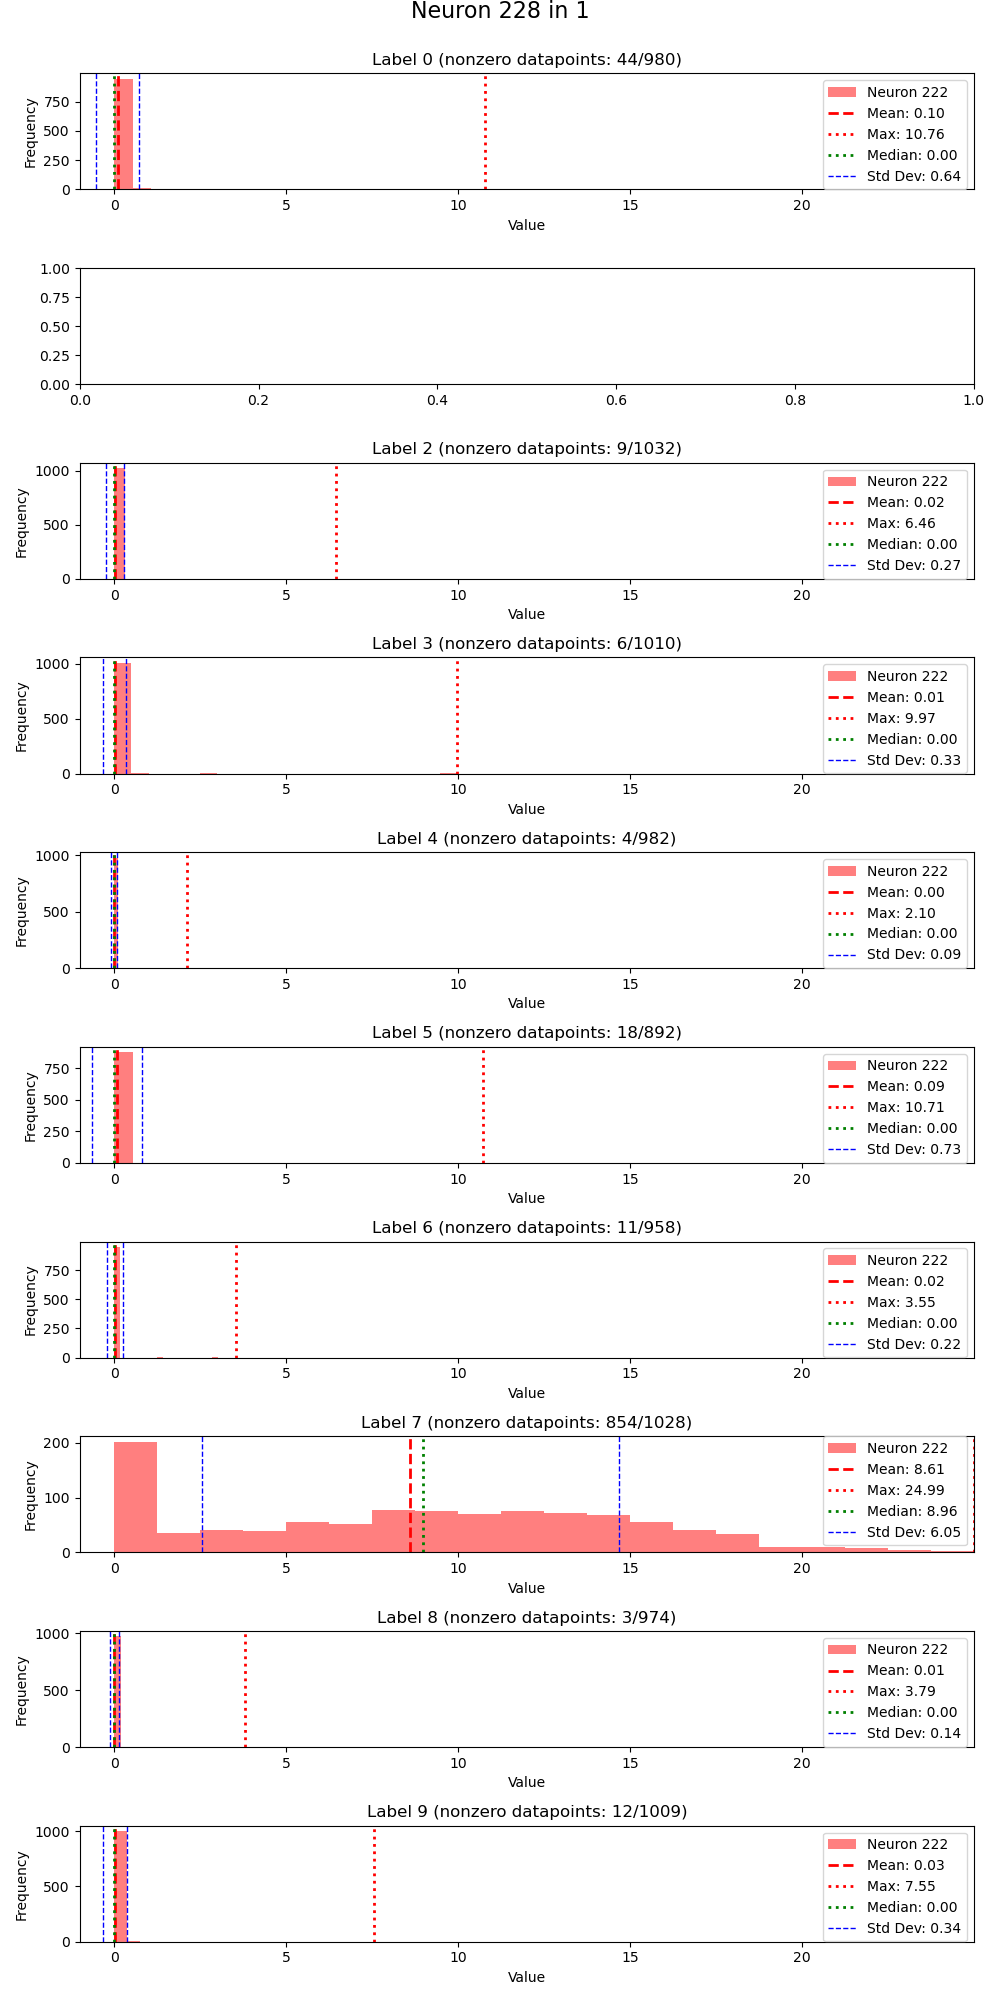 Neuron 228 in 1
Label 0 (nonzero datapoints: 44/980)
Frequency
750
500
250
0
Neuron 222
Mean: 0.10
Max: 10.76
Median: 0.00
Std Dev: 0.64
0 5 10 15 20
Value
1.00
0.75
0.50
0.25
0.00
0.0 0.2 0.4 0.6 0.8 1.0
Label 2 (nonzero datapoints: 9/1032)
Frequency
1000
500
0
Neuron 222
Mean: 0.02
Max: 6.46
Median: 0.00
Std Dev: 0.27
0 5 10 15 20
Value
Label 3 (nonzero datapoints: 6/1010)
Frequency
1000
500
0
Neuron 222
Mean: 0.01
Max: 9.97
Median: 0.00
Std Dev: 0.33
0 5 10 15 20
Value
Label 4 (nonzero datapoints: 4/982)
Frequency
1000
500
0
Neuron 222
Mean: 0.00
Max: 2.10
Median: 0.00
Std Dev: 0.09
0 5 10 15 20
Value
Label 5 (nonzero datapoints: 18/892)
Frequency
750
500
250
0
Neuron 222
Mean: 0.09
Max: 10.71
Median: 0.00
Std Dev: 0.73
0 5 10 15 20
Value
Label 6 (nonzero datapoints: 11/958)
Frequency
750
500
250
0
Neuron 222
Mean: 0.02
Max: 3.55
Median: 0.00
Std Dev: 0.22
0 5 10 15 20
Value
Label 7 (nonzero datapoints: 854/1028)
Frequency
200
100
0
Neuron 222
Mean: 8.61
Max: 24.99
Median: 8.96
Std Dev: 6.05
0 5 10 15 20
Value
Label 8 (nonzero datapoints: 3/974)
Frequency
1000
500
0
Neuron 222
Mean: 0.01
Max: 3.79
Median: 0.00
Std Dev: 0.14
0 5 10 15 20
Value
Label 9 (nonzero datapoints: 12/1009)
Frequency
1000
500
0
Neuron 222
Mean: 0.03
Max: 7.55
Median: 0.00
Std Dev: 0.34
0 5 10 15 20
Value